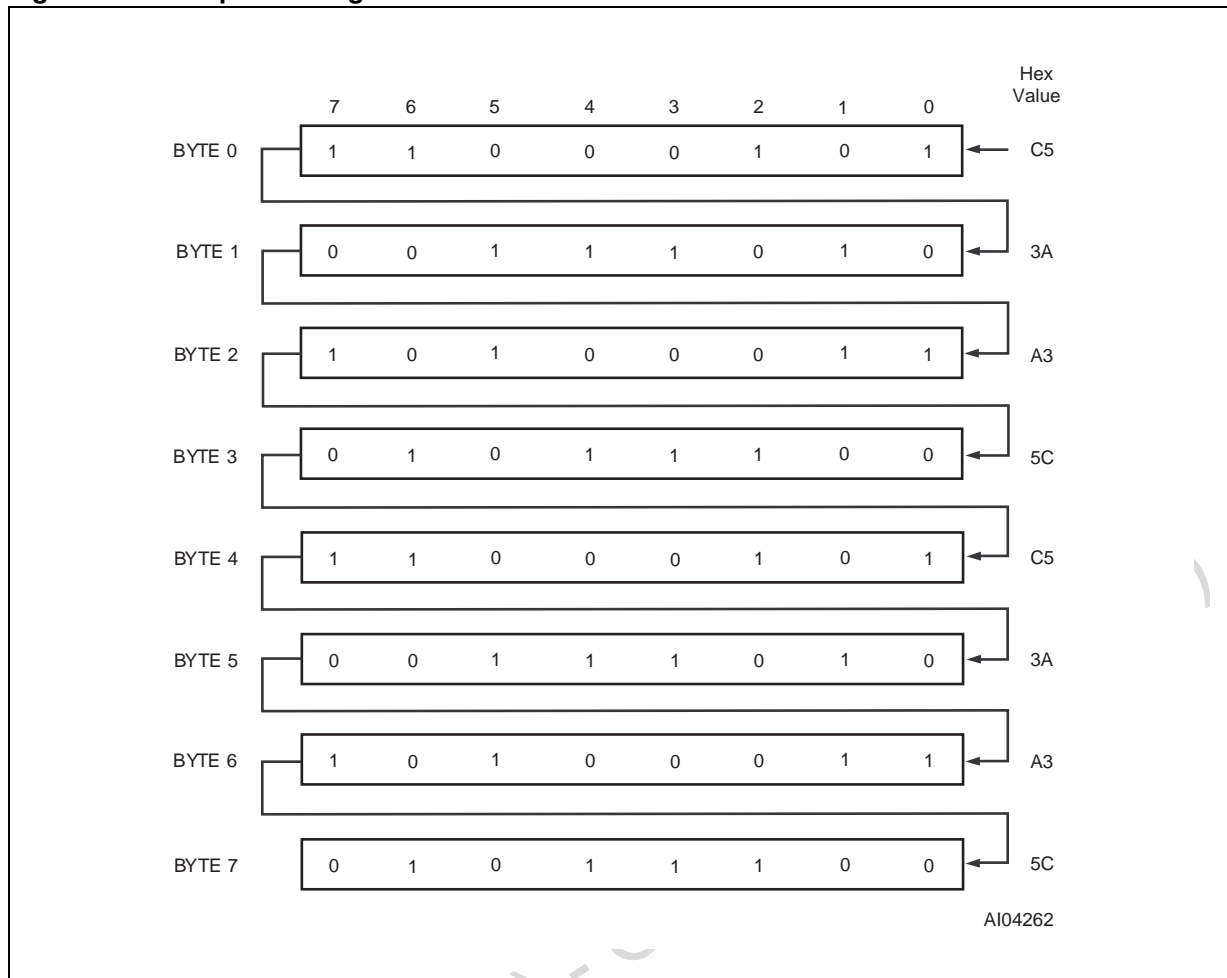 Hex
Value
7 6 5 4 3 2 1 0
BYTE 0 1 1 0 0 0 1 0 1 C5
BYTE 1 0 0 1 1 1 0 1 0 3A
BYTE 2 1 0 1 0 0 0 1 1 A3
BYTE 3 0 1 0 1 1 1 0 0 5C
BYTE 4 1 1 0 0 0 1 0 1 C5
BYTE 5 0 0 1 1 1 0 1 0 3A
BYTE 6 1 0 1 0 0 0 1 1 A3
BYTE 7 0 1 0 1 1 1 0 0 5C
AI04262